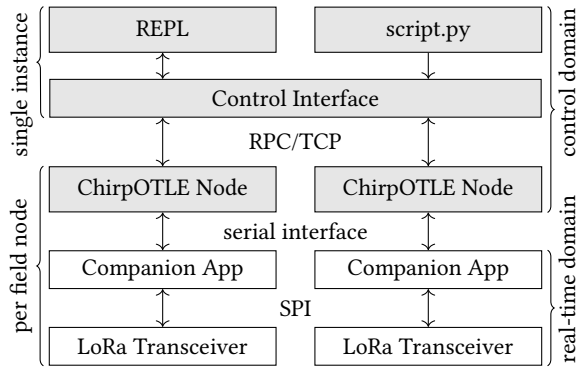 REPL
script.py
Control Interface
RPC/TCP
ChirpOTLE Node
ChirpOTLE Node
serial interface
Companion App
Companion App
SPI
LoRa Transceiver
LoRa Transceiver
single instance
per field node
control domain
real-time domain